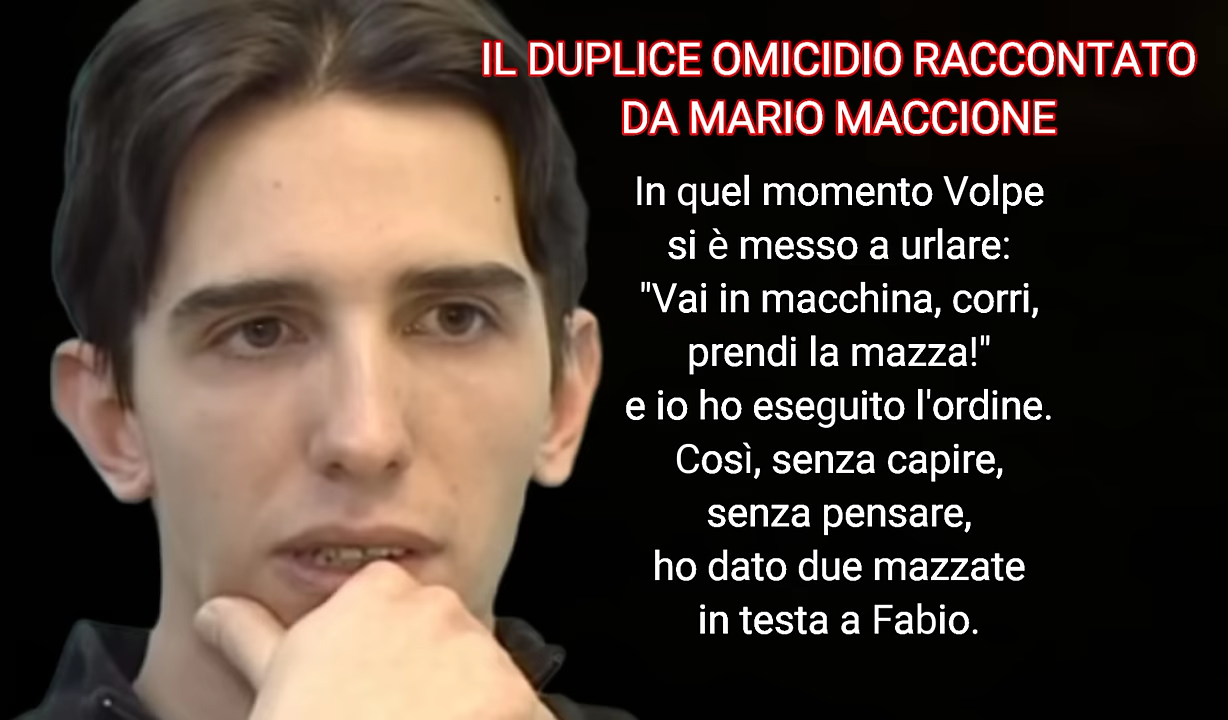 IL DUPLICE OMICIDIO RACCONTATO
DA MARIO MACCIONE
In quel momento Volpe
si è messo a urlare:
"Vai in macchina, corri,
prendi la mazza!"
e io ho eseguito l'ordine.
Così, senza capire,
senza pensare,
ho dato due mazzate
in testa a Fabio.